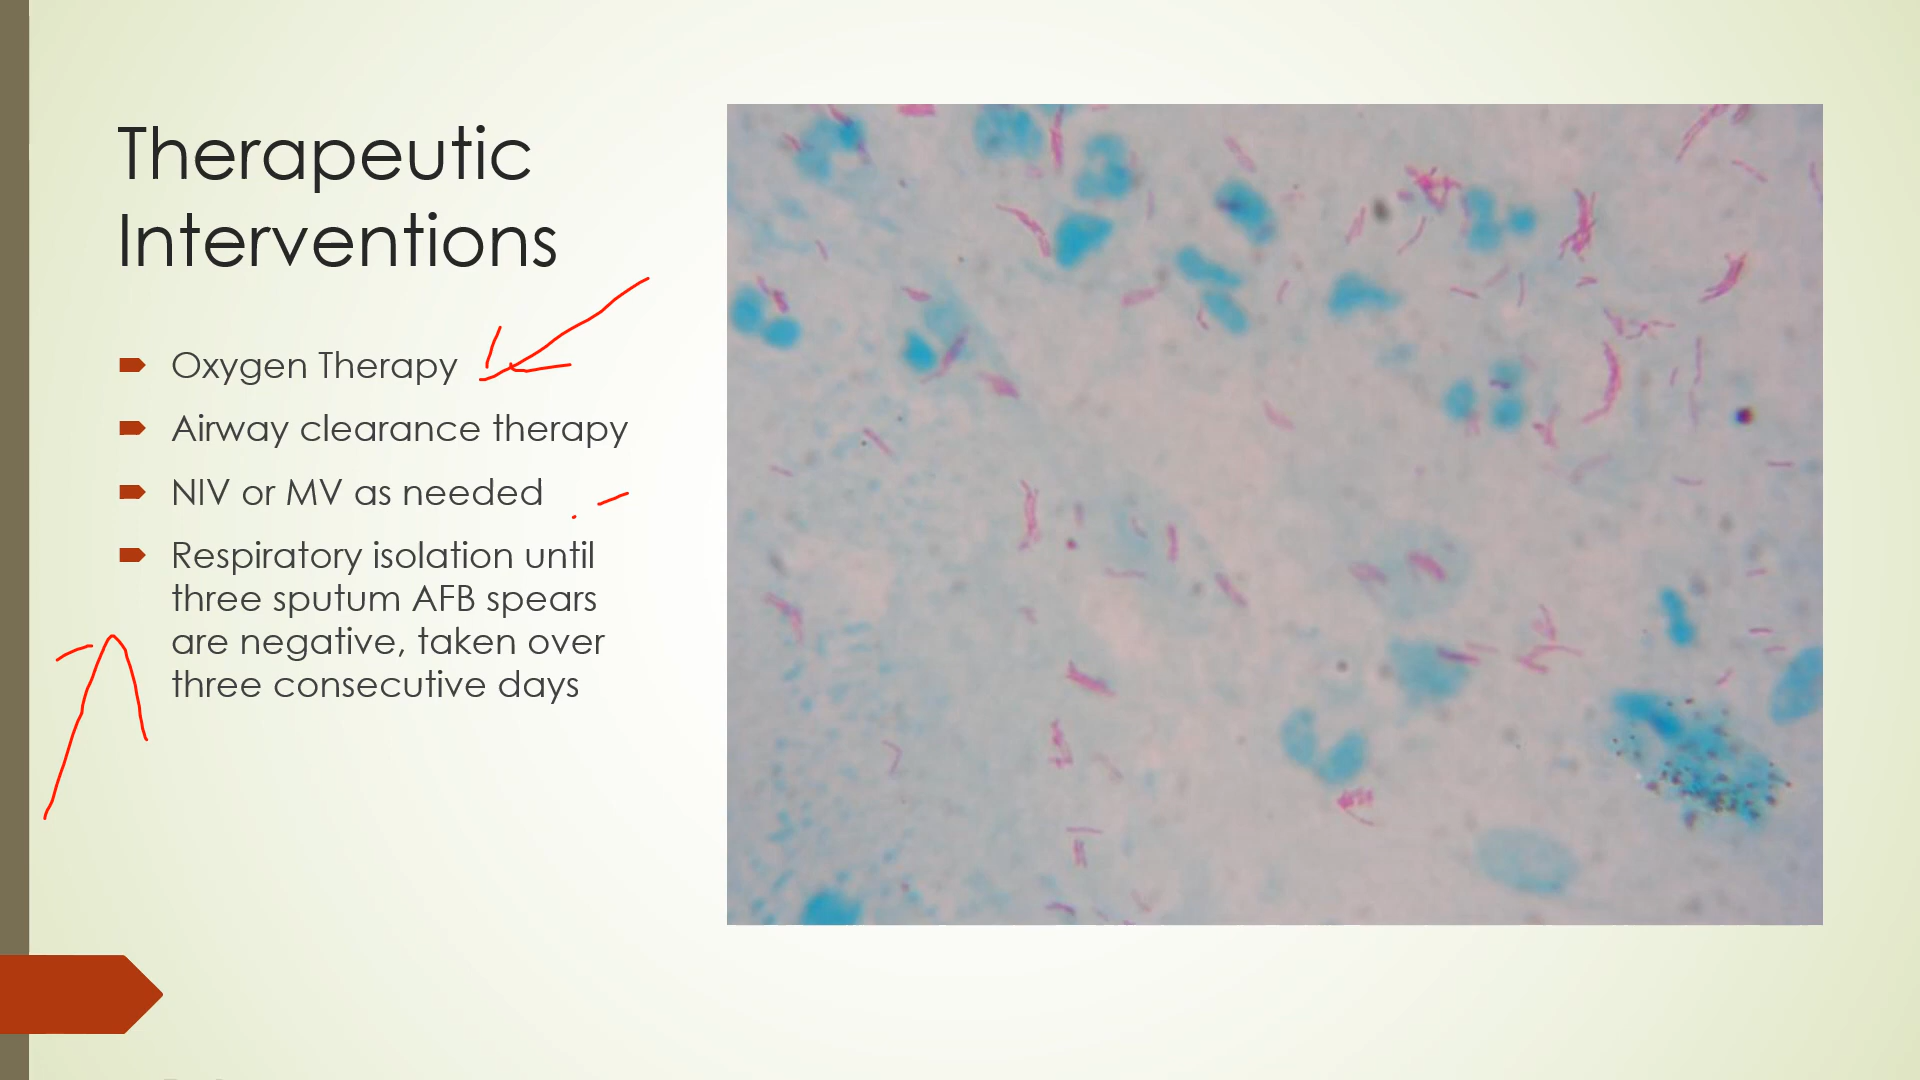 Therapeutic
Interventions
Oxygen Therapy
Airway clearance therapy
NIV or MV as needed
Respiratory isolation until
three sputum AFB spears
are negative, taken over
three consecutive days